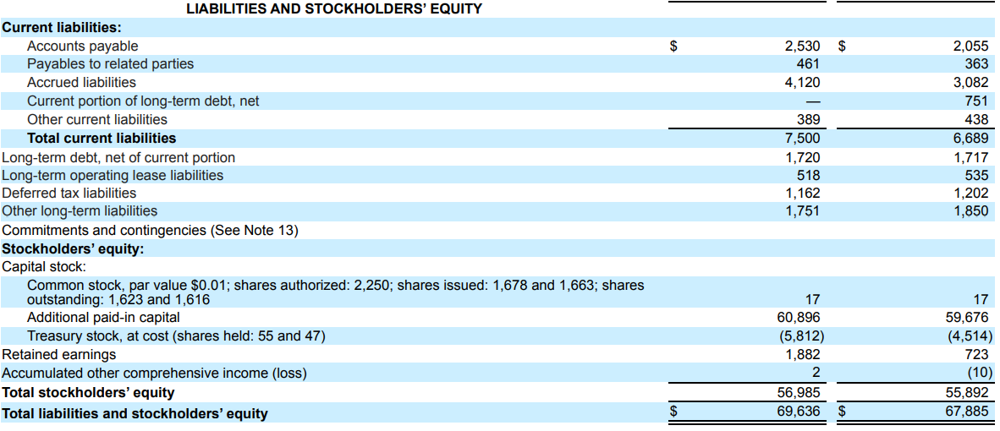 LIABILITIES AND STOCKHOLDERS’ EQUITY
Current liabilities:
Accounts payable $ 2,530 $ 2,055
Payables to related parties 461 363
Accrued liabilities 4,120 3,082
Current portion of long-term debt, net — 751
Other current liabilities 389 438
Total current liabilities 7,500 6,689
Long-term debt, net of current portion 1,720 1,717
Long-term operating lease liabilities 518 535
Deferred tax liabilities 1,162 1,202
Other long-term liabilities 1,751 1,850
Commitments and contingencies (See Note 13)
Stockholders’ equity:
Capital stock:
Common stock, par value $0.01; shares authorized: 2,250; shares issued: 1,678 and 1,663; shares
outstanding: 1,623 and 1,616 17 17
Additional paid-in capital 60,896 59,676
Treasury stock, at cost (shares held: 55 and 47) (5,812) (4,514)
Retained earnings 1,882 723
Accumulated other comprehensive income (loss) 2 (10)
Total stockholders’ equity 56,985 55,892
Total liabilities and stockholders’ equity $ 69,636 $ 67,885